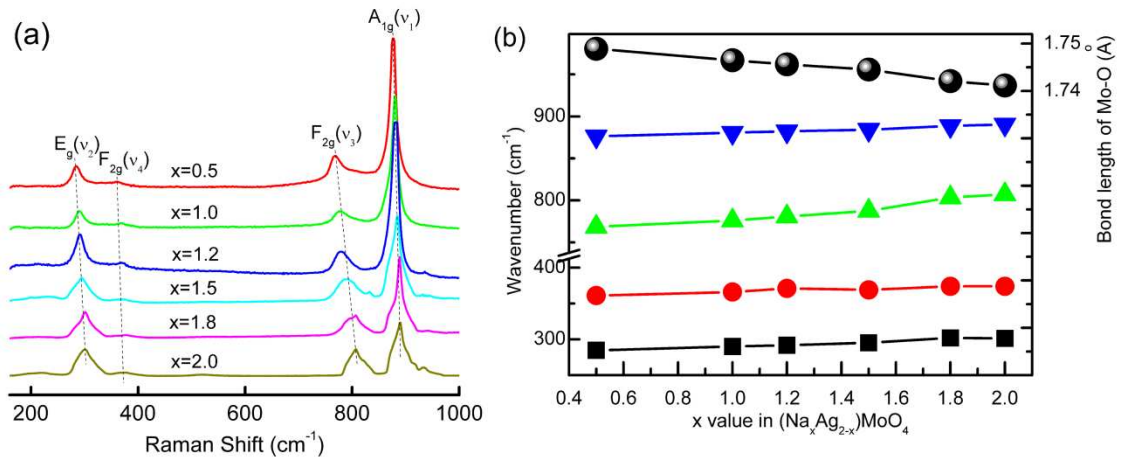 (a)
A1g(ν1)
Eg(ν2)
F2g(ν4)
F2g(ν3)
x=0.5
x=1.0
x=1.2
x=1.5
x=1.8
x=2.0
200 400 600 800 1000
Raman Shift (cm-1)
(b)
Wavenumber (cm-1)
900
800
400
300
0.4 0.6 0.8 1.0 1.2 1.4 1.6 1.8 2.0
x value in (NaxAg2-x)MoO4
1.75
1.74
Bond length of Mo-O (Å)